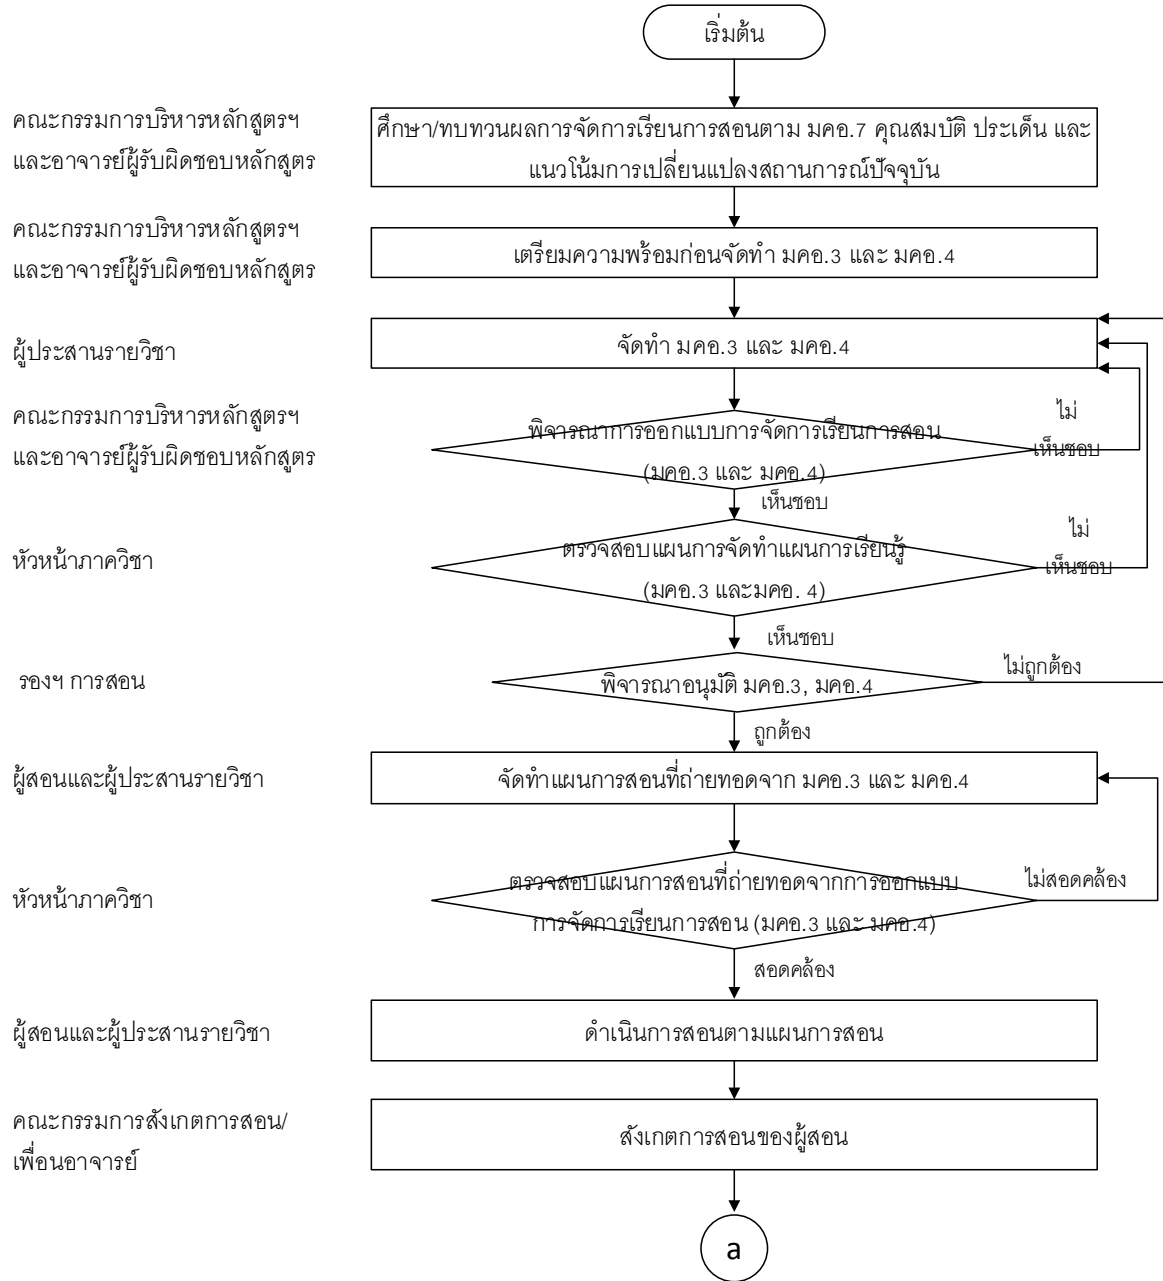 เริ่มต้น
คณะกรรมการบริหารหลักสูตรฯ
และอาจารย์ผู้รับผิดชอบหลักสูตร
ศึกษา/ทบทวนผลการจัดการเรียนการสอนตาม มคอ.7 คุณสมบัติ ประเด็น และ
แนวโน้มการเปลี่ยนแปลงสถานการณ์ปัจจุบัน
คณะกรรมการบริหารหลักสูตรฯ
และอาจารย์ผู้รับผิดชอบหลักสูตร
เตรียมความพร้อมก่อนจัดทำ มคอ.3 และ มคอ.4
ผู้ประสานรายวิชา
จัดทำ มคอ.3 และ มคอ.4
คณะกรรมการบริหารหลักสูตรฯ
และอาจารย์ผู้รับผิดชอบหลักสูตร
พิจารณาการออกแบบการจัดการเรียนการสอน
(มคอ.3 และ มคอ.4)
ไม่
เห็นชอบ
เห็นชอบ
หัวหน้าภาควิชา
ตรวจสอบแผนการจัดทำแผนการเรียนรู้
(มคอ.3 และมคอ. 4)
ไม่
เห็นชอบ
เห็นชอบ
รองฯ การสอน
พิจารณาอนุมัติ มคอ.3, มคอ.4
ไม่ถูกต้อง
ถูกต้อง
ผู้สอนและผู้ประสานรายวิชา
จัดทำแผนการสอนที่ถ่ายทอดจาก มคอ.3 และ มคอ.4
หัวหน้าภาควิชา
ตรวจสอบแผนการสอนที่ถ่ายทอดจากการออกแบบ
การจัดการเรียนการสอน (มคอ.3 และ มคอ.4)
ไม่สอดคล้อง
สอดคล้อง
ผู้สอนและผู้ประสานรายวิชา
ดำเนินการสอนตามแผนการสอน
คณะกรรมการสังเกตการสอน/
เพื่อนอาจารย์
สังเกตการสอนของผู้สอน
a